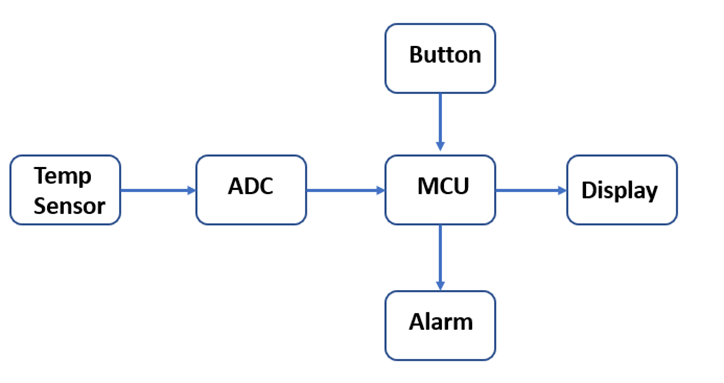 Button
Temp
Sensor
ADC
MCU
Display
Alarm